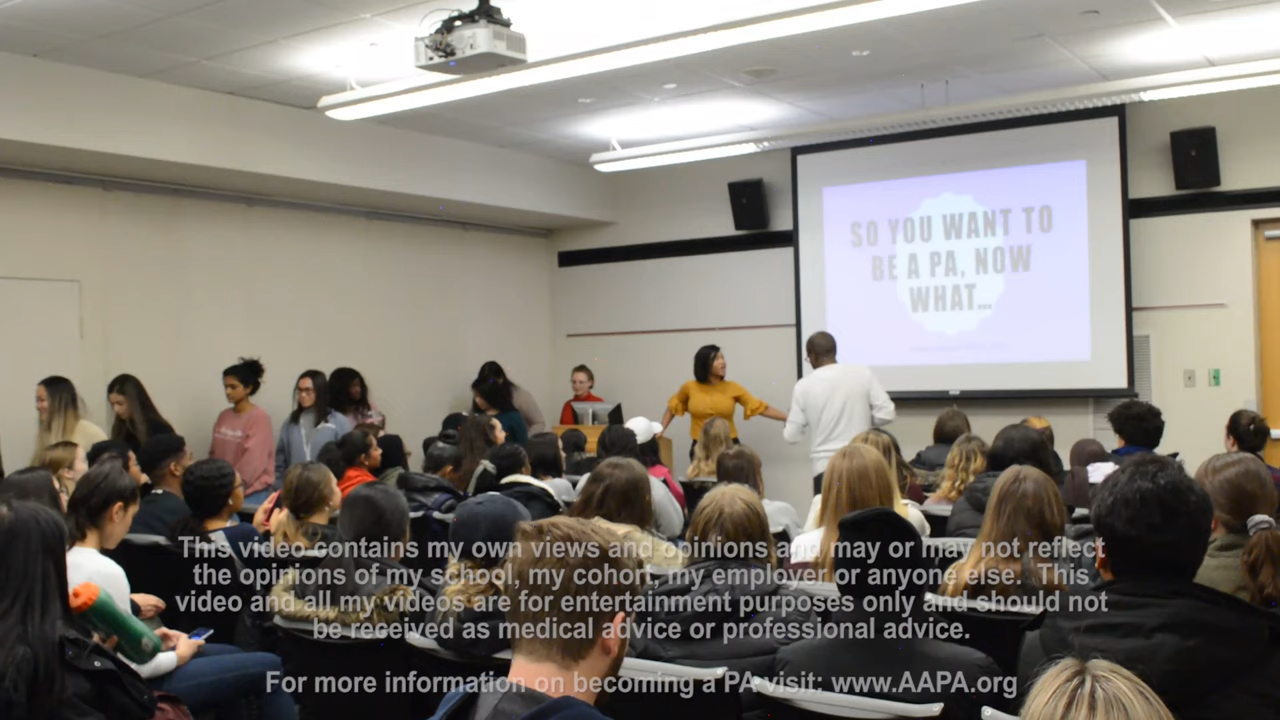 SO YOU WANT TO
BE A PA, NOW
WHAT...
This video contains my own views and opinions and may or may not reflect
the opinions of my school, my cohort, my employer or anyone else. This
video and all my videos are for entertainment purposes only and should not
be received as medical advice or professional advice.
For more information on becoming a PA visit: www.AAPA.org